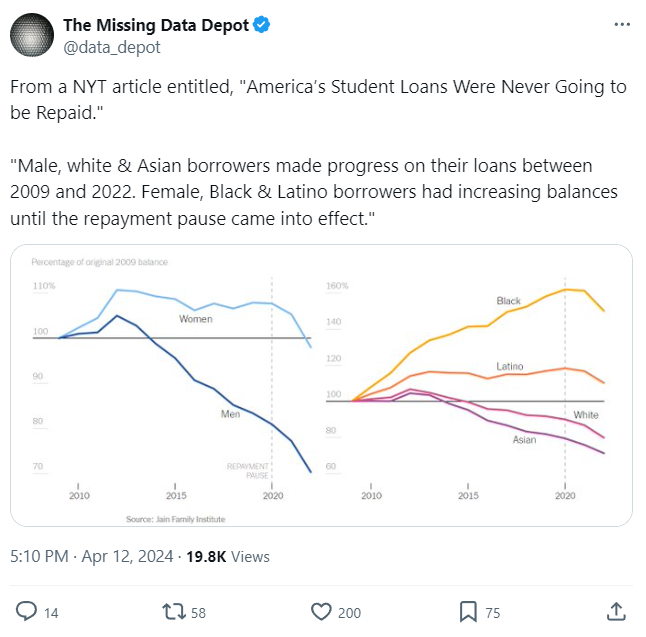 The Missing Data Depot
@data_depot
From a NYT article entitled, "America's Student Loans Were Never Going to
be Repaid."
"Male, white & Asian borrowers made progress on their loans between
2009 and 2022. Female, Black & Latino borrowers had increasing balances
until the repayment pause came into effect."
Percentage of original 2009 balance
110%
100
90
80
70
Women
Men
REPAYMENT
PAUSE
2010
2015
2020
160%
140
120
100
80
60
Black
Latino
White
Asian
2010
2015
2020
Source: Jain Family Institute
5:10 PM · Apr 12, 2024 · 19.8K Views
14
58
200
75